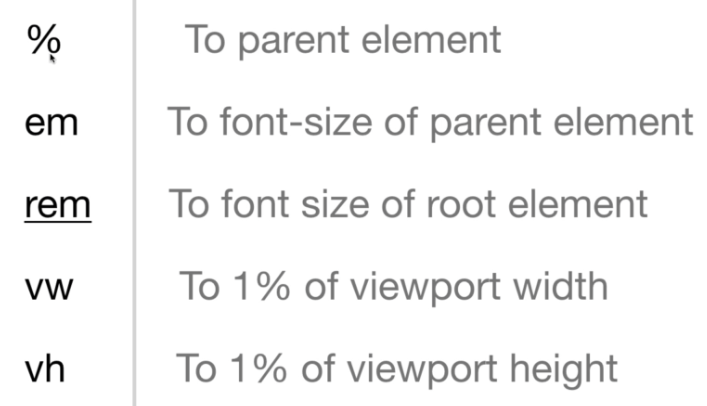 % To parent element
em To font-size of parent element
rem To font size of root element
vw To 1% of viewport width
vh To 1% of viewport height